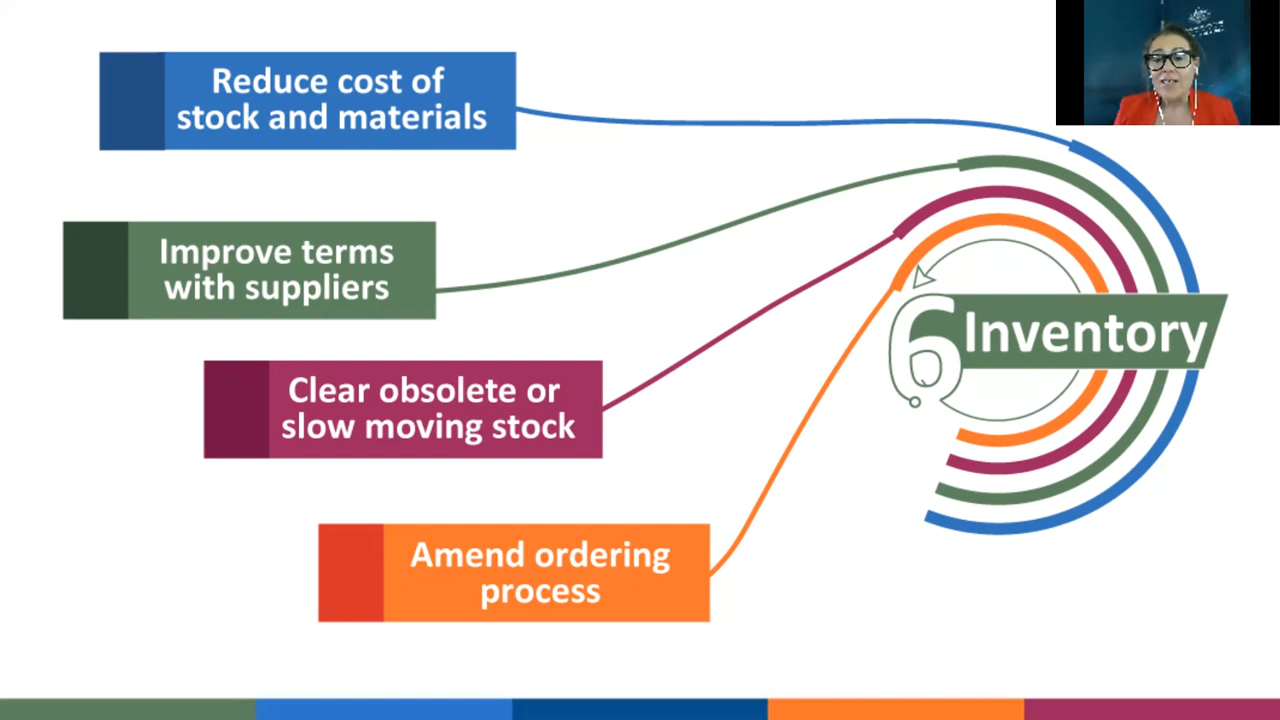 Reduce cost of
stock and materials
Improve terms
with suppliers
6 Inventory
Clear obsolete or
slow moving stock
Amend ordering
process